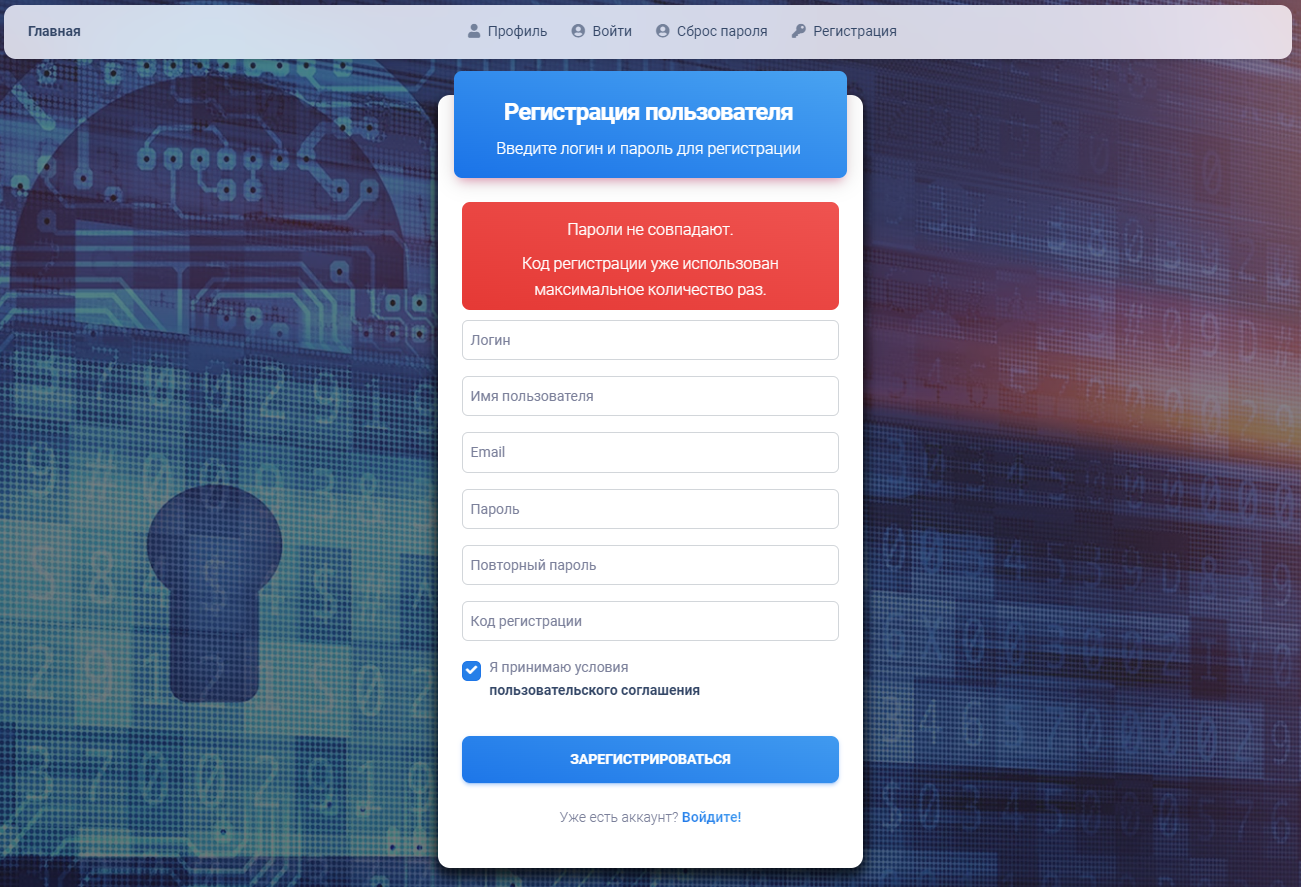 Главная
Профиль
Войти
Сброс пароля
Регистрация
Регистрация пользователя
Введите логин и пароль для регистрации
Пароли не совпадают.
Код регистрации уже использован
максимальное количество раз.
Логин
Имя пользователя
Email
Пароль
Повторный пароль
Код регистрации
Я принимаю условия
пользовательского соглашения
ЗАРЕГИСТРИРОВАТЬСЯ
Уже есть аккаунт? Войдите!